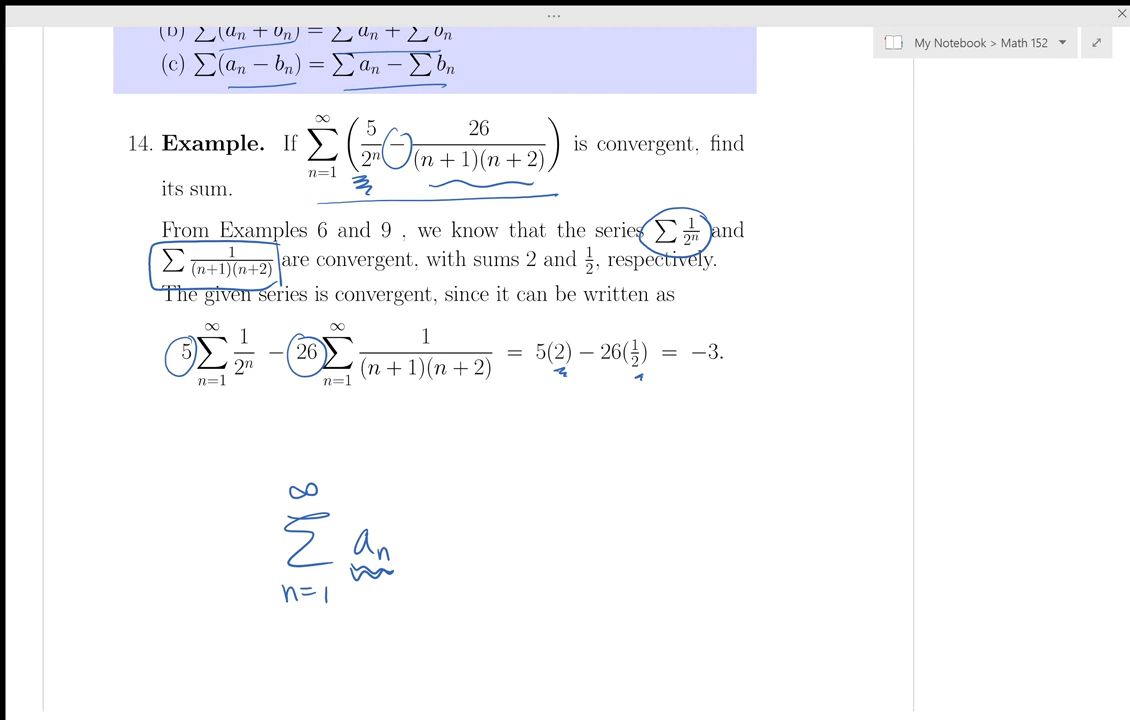 ...
My Notebook > Math 152
(b) ∑(aₙ + bₙ) = ∑ aₙ + ∑ bₙ
(c) ∑(aₙ − bₙ) = ∑ aₙ − ∑ bₙ
14. Example. If ∑_{n=1}^{∞} (5/2ⁿ − 26/((n + 1)(n + 2))) is convergent, find
its sum.
From Examples 6 and 9 , we know that the series ∑ 1/2ⁿ and
∑ 1/((n+1)(n+2)) are convergent, with sums 2 and 1/2, respectively.
The given series is convergent, since it can be written as
5 ∑_{n=1}^{∞} 1/2ⁿ − 26 ∑_{n=1}^{∞} 1/((n + 1)(n + 2)) = 5(2) − 26(1/2) = −3.
∑_{n=1}^{∞} aₙ